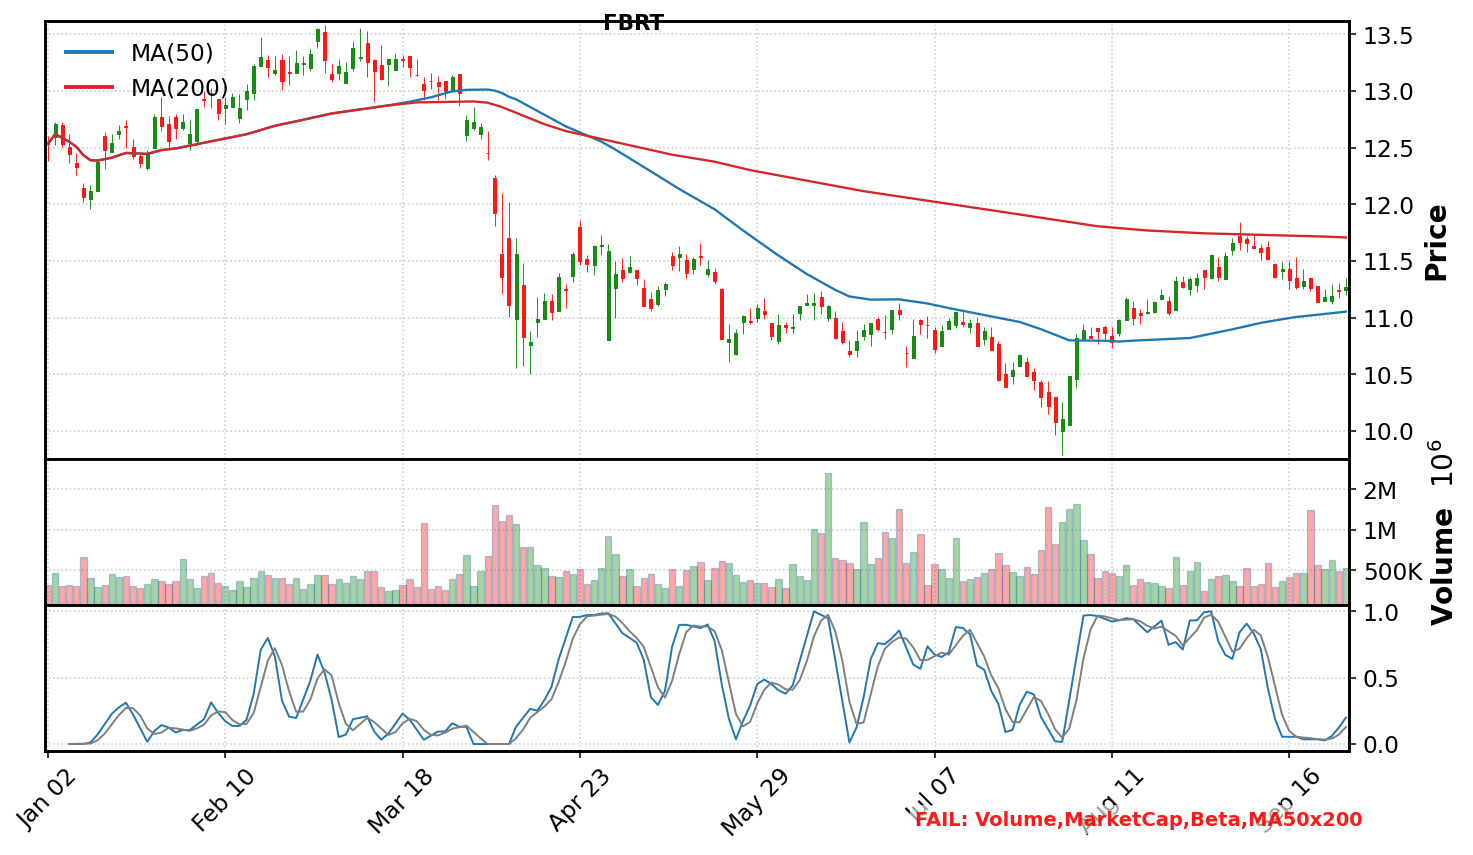 FBRT
MA(50)
MA(200)
13.5
13.0
12.5
12.0
11.5
11.0
10.5
10.0
Price
2M
1M
500K
Volume 10⁶
1.0
0.5
0.0
Jan 02
Feb 10
Mar 18
Apr 23
May 29
Jul 07
Aug 11
Sep 16
FAIL: Volume,MarketCap,Beta,MA50x200